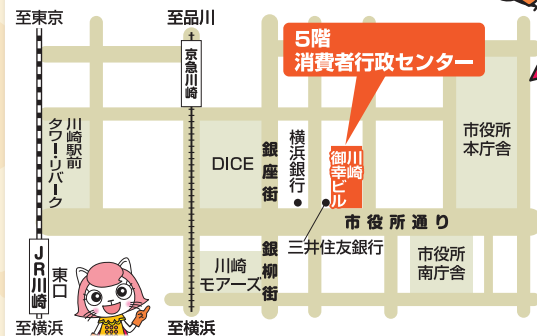 至東京
至品川
5階
消費者行政センター
京急川崎
川崎駅前
タワー・リバーク
DICE
銀座街
横浜銀行
川崎
御幸ビル
市役所
本庁舎
市役所通り
三井住友銀行
JR川崎
東口
川崎
モアーズ
銀柳街
市役所
南庁舎
至横浜
至横浜